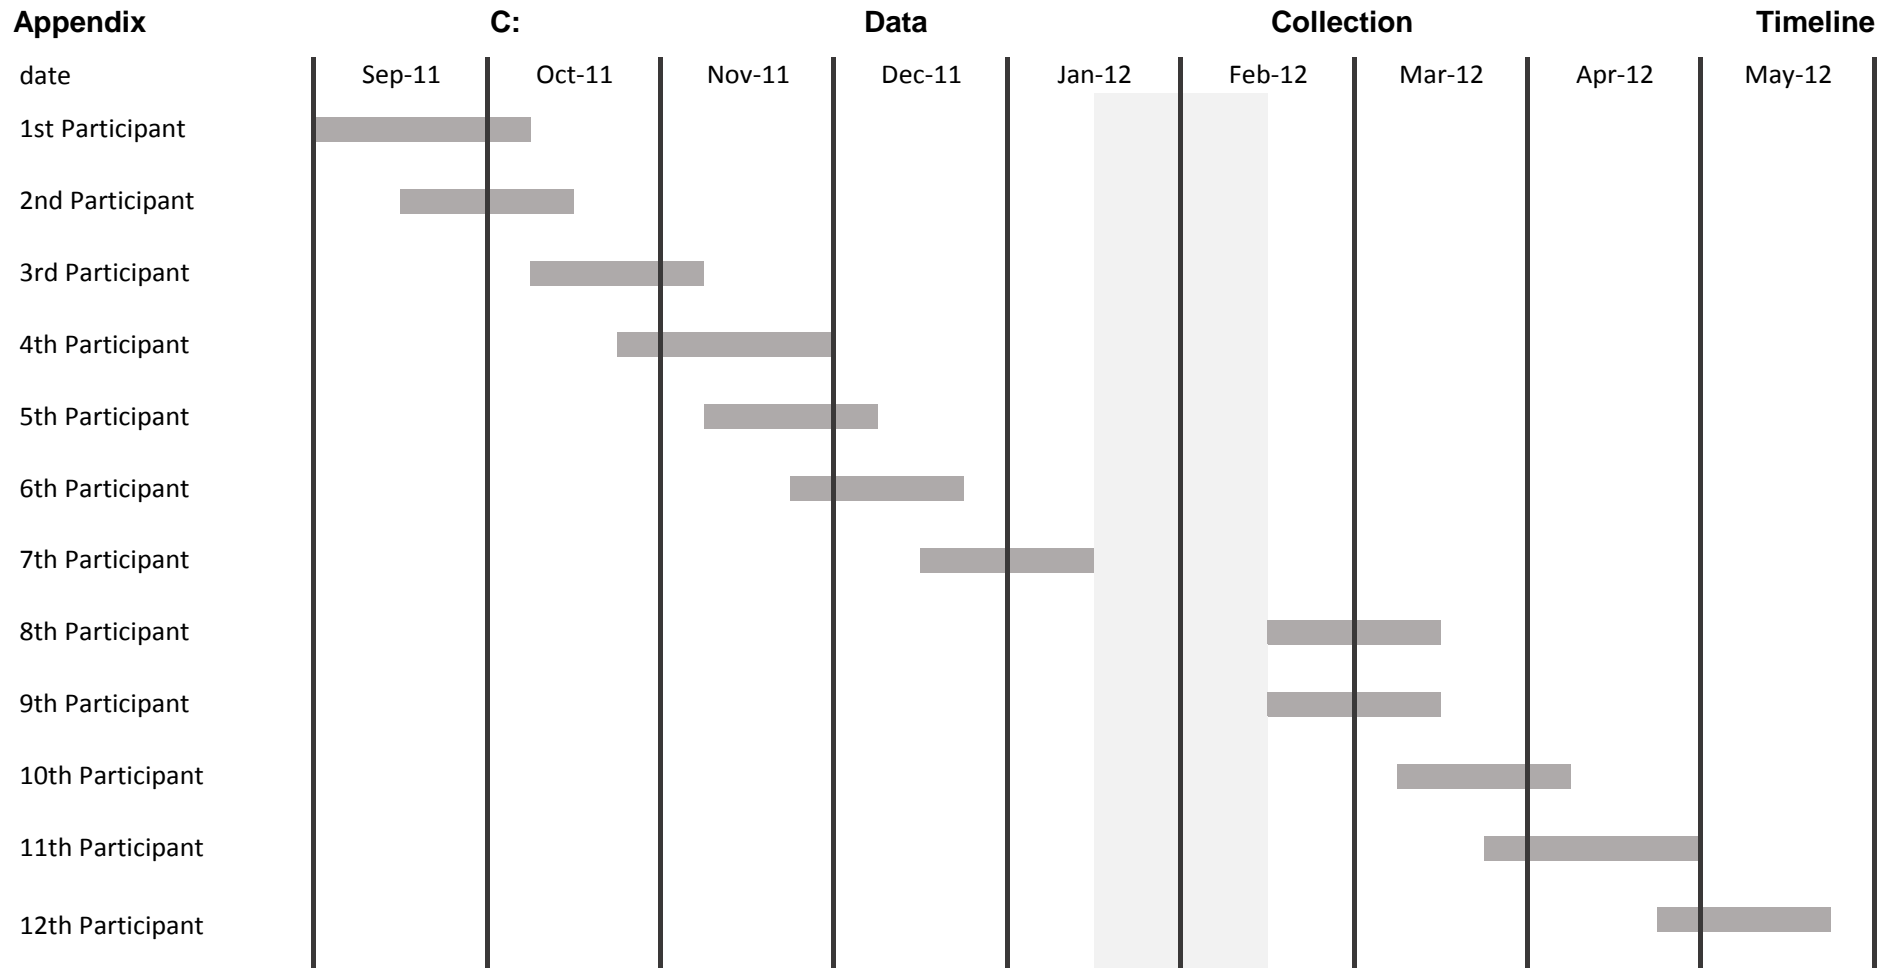 Appendix C: Data Collection Timeline
date Sep-11 Oct-11 Nov-11 Dec-11 Jan-12 Feb-12 Mar-12 Apr-12 May-12
1st Participant
2nd Participant
3rd Participant
4th Participant
5th Participant
6th Participant
7th Participant
8th Participant
9th Participant
10th Participant
11th Participant
12th Participant